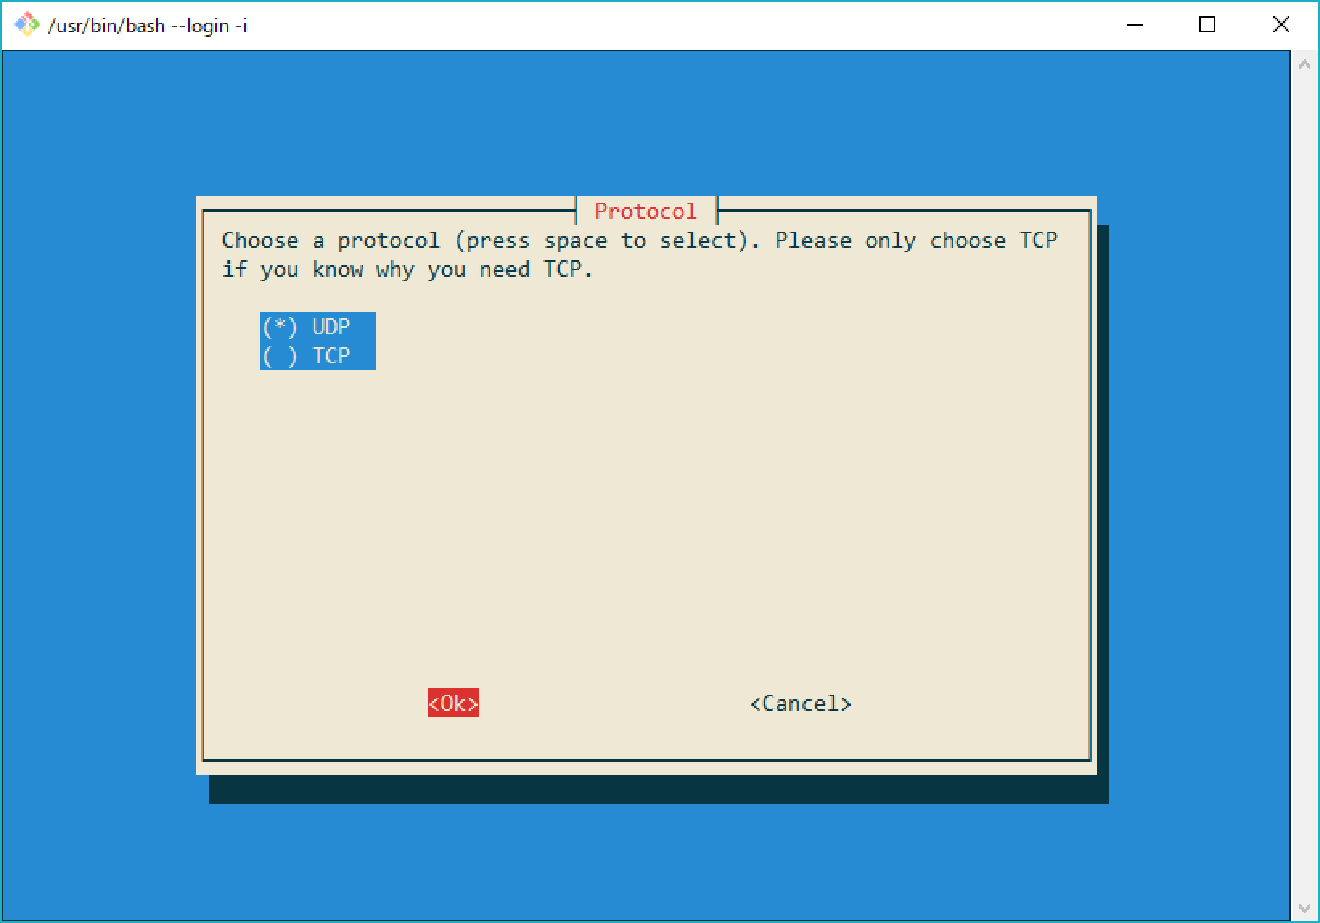 /usr/bin/bash --login -i
Protocol
Choose a protocol (press space to select). Please only choose TCP
if you know why you need TCP.
(*) UDP
( ) TCP
<Ok> <Cancel>